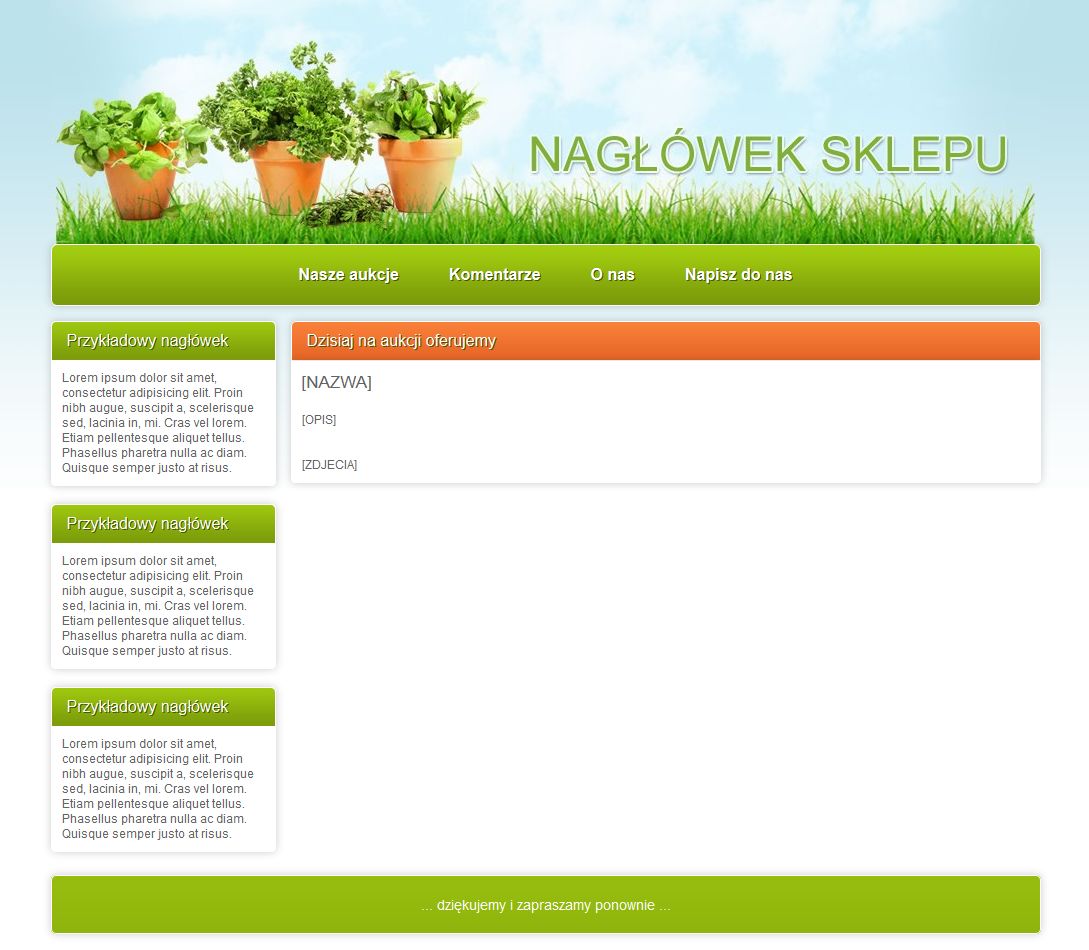 NAGŁÓWEK SKLEPU
Nasze aukcje Komentarze O nas Napisz do nas
Przykładowy nagłówek
Lorem ipsum dolor sit amet,
consectetur adipisicing elit. Proin
nibh augue, suscipit a, scelerisque
sed, lacinia in, mi. Cras vel lorem.
Etiam pellentesque aliquet tellus.
Phasellus pharetra nulla ac diam.
Quisque semper justo at risus.
Przykładowy nagłówek
Lorem ipsum dolor sit amet,
consectetur adipisicing elit. Proin
nibh augue, suscipit a, scelerisque
sed, lacinia in, mi. Cras vel lorem.
Etiam pellentesque aliquet tellus.
Phasellus pharetra nulla ac diam.
Quisque semper justo at risus.
Przykładowy nagłówek
Lorem ipsum dolor sit amet,
consectetur adipisicing elit. Proin
nibh augue, suscipit a, scelerisque
sed, lacinia in, mi. Cras vel lorem.
Etiam pellentesque aliquet tellus.
Phasellus pharetra nulla ac diam.
Quisque semper justo at risus.
Dzisiaj na aukcji oferujemy
[NAZWA]
[OPIS]
[ZDJECIA]
... dziękujemy i zapraszamy ponownie ...